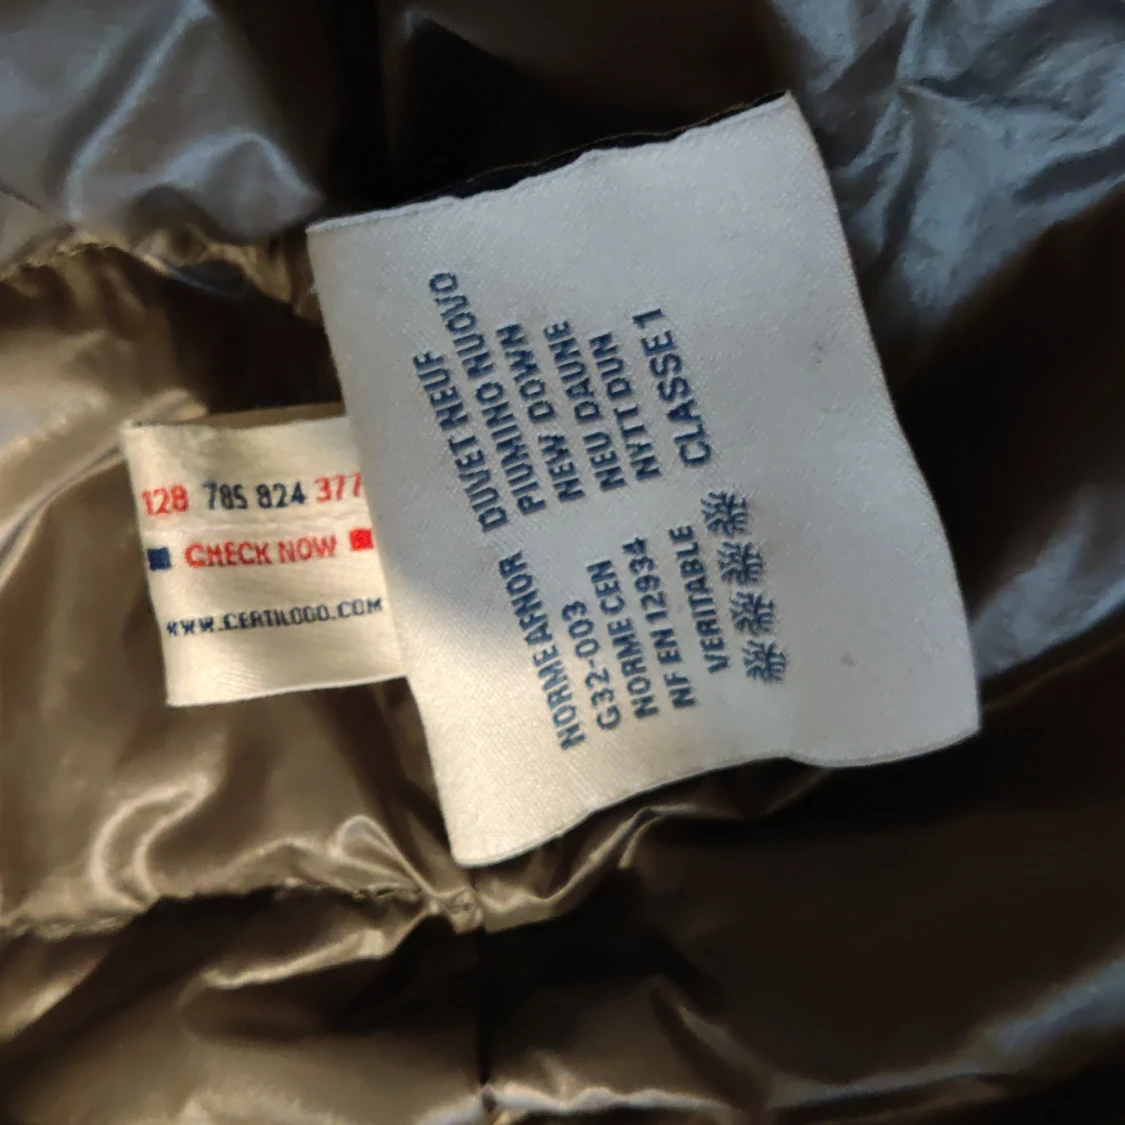 128 785 824 377
CHECK NOW
WWW.CERTILOGO.COM
DUVET NEUF
PIUMINO NUOVO
NEW DOWN
NEU DAUNE
NYTT DUN
CLASSE 1
NORME AFNOR
G32-003
NORME CEN
NF EN 12934
VERITABLE